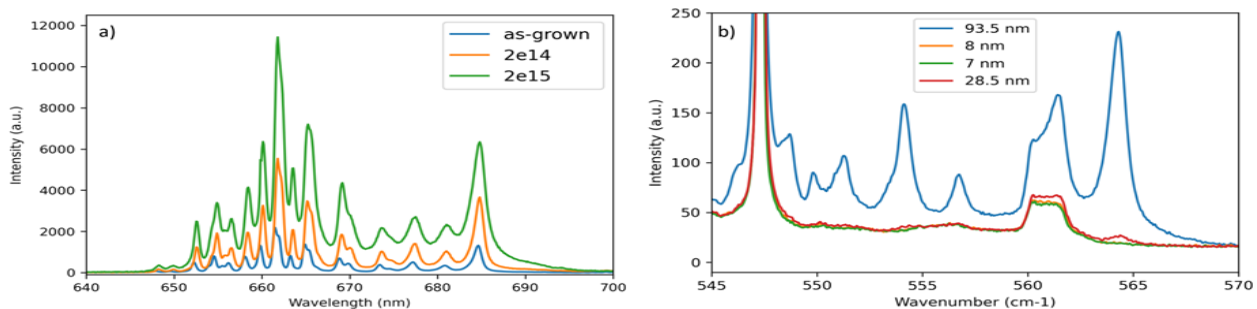 a)
as-grown
2e14
2e15
Intensity (a.u.)
12000
10000
8000
6000
4000
2000
0
640 650 660 670 680 690 700
Wavelength (nm)
b)
93.5 nm
8 nm
7 nm
28.5 nm
Intensity (a.u.)
250
200
150
100
50
0
545 550 555 560 565 570
Wavenumber (cm-1)